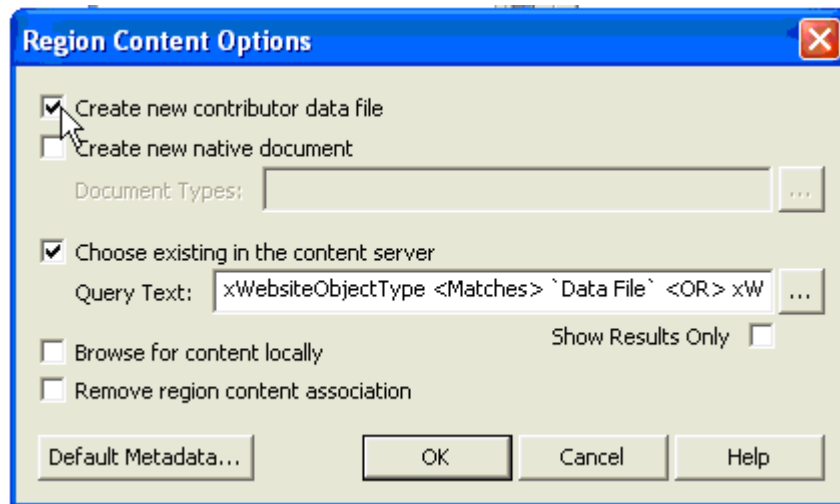 Region Content Options
Create new contributor data file
Create new native document
Document Types:
...
Choose existing in the content server
Query Text: xWebsiteObjectType <Matches> `Data File` <OR> xW ...
Show Results Only
Browse for content locally
Remove region content association
Default Metadata... OK Cancel Help